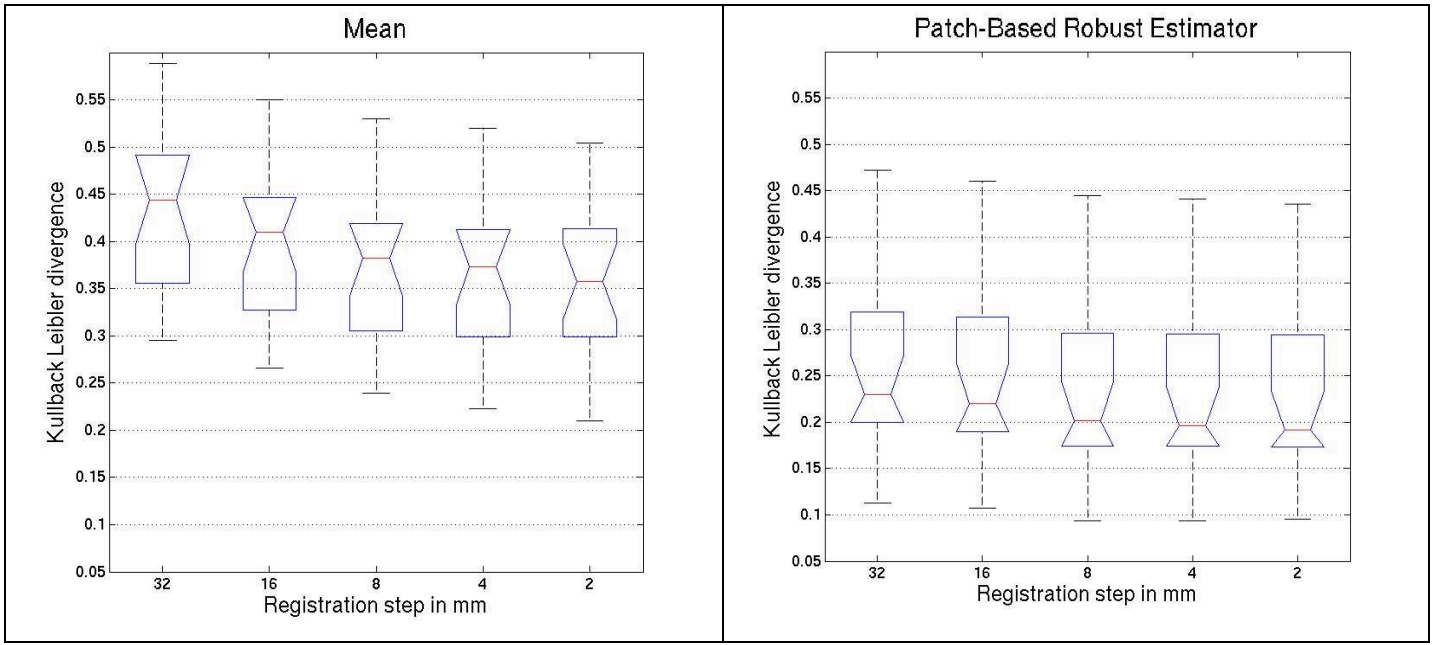 Mean
Kullback Leibler divergence
0.55
0.5
0.45
0.4
0.35
0.3
0.25
0.2
0.15
0.1
0.05
32 16 8 4 2
Registration step in mm
Patch-Based Robust Estimator
Kullback Leibler divergence
0.55
0.5
0.45
0.4
0.35
0.3
0.25
0.2
0.15
0.1
0.05
32 16 8 4 2
Registration step in mm